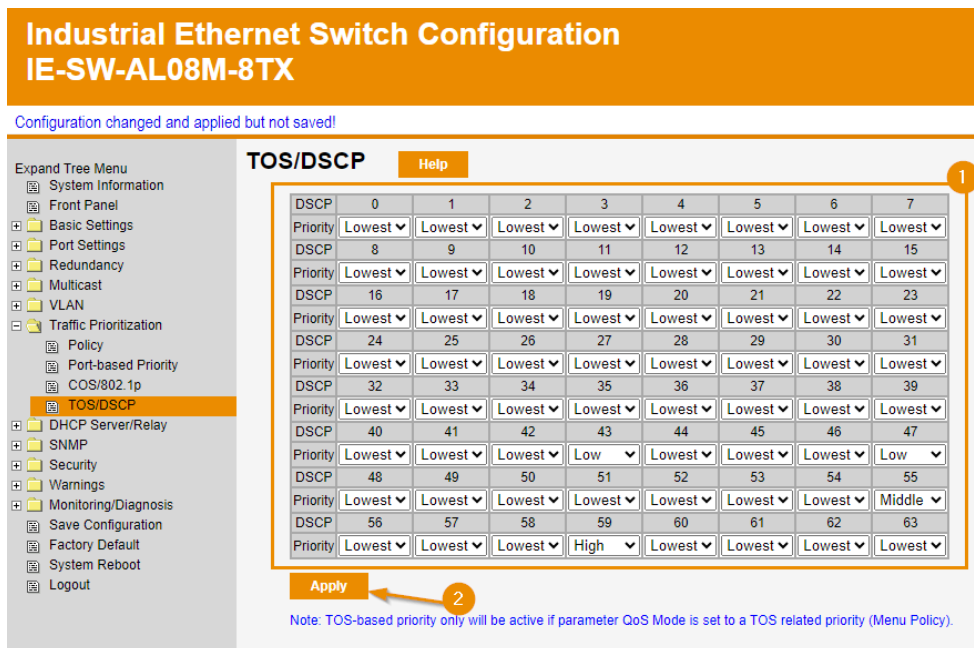 Industrial Ethernet Switch Configuration
IE-SW-AL08M-8TX
Configuration changed and applied but not saved!
Expand Tree Menu
System Information
Front Panel
Basic Settings
Port Settings
Redundancy
Multicast
VLAN
Traffic Prioritization
Policy
Port-based Priority
COS/802.1p
TOS/DSCP
DHCP Server/Relay
SNMP
Security
Warnings
Monitoring/Diagnosis
Save Configuration
Factory Default
System Reboot
Logout
TOS/DSCP Help
1
DSCP 0 1 2 3 4 5 6 7
Priority Lowest Lowest Lowest Lowest Lowest Lowest Lowest Lowest
DSCP 8 9 10 11 12 13 14 15
Priority Lowest Lowest Lowest Lowest Lowest Lowest Lowest Lowest
DSCP 16 17 18 19 20 21 22 23
Priority Lowest Lowest Lowest Lowest Lowest Lowest Lowest Lowest
DSCP 24 25 26 27 28 29 30 31
Priority Lowest Lowest Lowest Lowest Lowest Lowest Lowest Lowest
DSCP 32 33 34 35 36 37 38 39
Priority Lowest Lowest Lowest Lowest Lowest Lowest Lowest Lowest
DSCP 40 41 42 43 44 45 46 47
Priority Lowest Lowest Lowest Low Lowest Lowest Lowest Low
DSCP 48 49 50 51 52 53 54 55
Priority Lowest Lowest Lowest Lowest Lowest Lowest Lowest Middle
DSCP 56 57 58 59 60 61 62 63
Priority Lowest Lowest Lowest High Lowest Lowest Lowest Lowest
Apply
2
Note: TOS-based priority only will be active if parameter QoS Mode is set to a TOS related priority (Menu Policy).